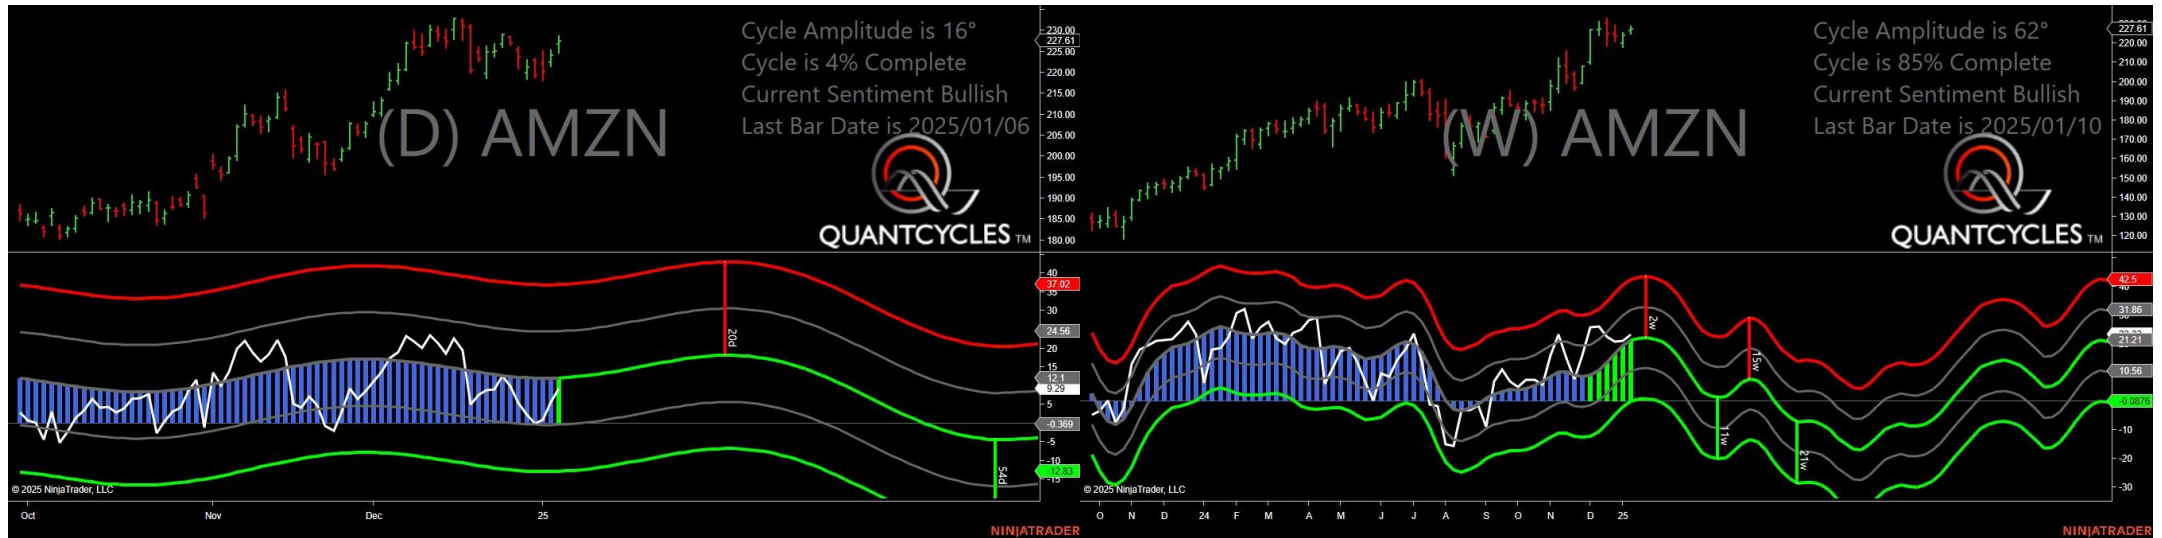 Cycle Amplitude is 16°
Cycle is 4% Complete
Current Sentiment Bullish
Last Bar Date is 2025/01/06
(D) AMZN
QUANTCYCLES TM
230.00
227.61
225.00
220.00
215.00
210.00
205.00
200.00
195.00
190.00
185.00
180.00
40
37.02
35
30
24.56
20
15
12.1
9.29
5
-0.369
-5
-10
-12.83
-15
20d
54d
© 2025 NinjaTrader, LLC
Oct Nov Dec 25
NINJATRADER
Cycle Amplitude is 62°
Cycle is 85% Complete
Current Sentiment Bullish
Last Bar Date is 2025/01/10
(W) AMZN
QUANTCYCLES TM
227.61
220.00
210.00
200.00
190.00
180.00
170.00
160.00
150.00
140.00
130.00
120.00
42.5
40
31.86
21.21
10.56
-0.0876
-10
-20
-30
2w
15w
11w
21w
© 2025 NinjaTrader, LLC
O N D 24 F M A M J J A S O N D 25
NINJATRADER